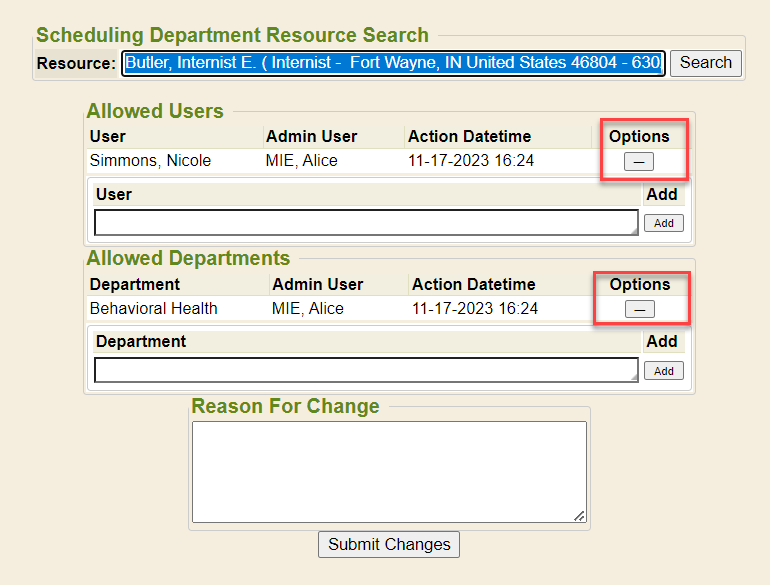 Scheduling Department Resource Search
Resource: Butler, Internist E. ( Internist -  Fort Wayne, IN United States 46804 - 630 Search
Allowed Users
User Admin User Action Datetime Options
Simmons, Nicole MIE, Alice 11-17-2023 16:24 —
User Add
Add
Allowed Departments
Department Admin User Action Datetime Options
Behavioral Health MIE, Alice 11-17-2023 16:24 —
Department Add
Add
Reason For Change
Submit Changes